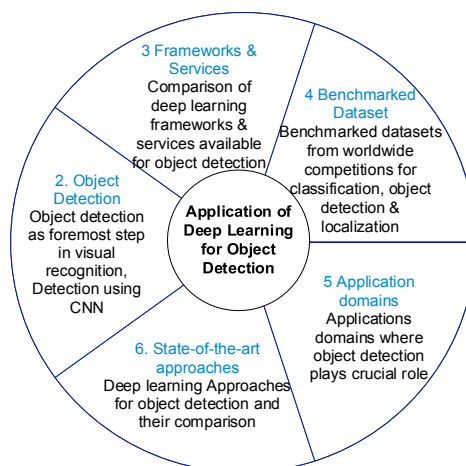 3 Frameworks &
Services
Comparison of
deep learning
frameworks &
services available
for object detection
4 Benchmarked
Dataset
Benchmarked datasets
from worldwide
competitions for
classification, object
detection &
localization
2. Object
Detection
Object detection
as foremost step
in visual
recognition,
Detection using
CNN
Application of
Deep Learning
for Object
Detection
5 Application
domains
Applications
domains where
object detection
plays crucial role
6. State-of-the-art
approaches
Deep learning Approaches
for object detection and
their comparison